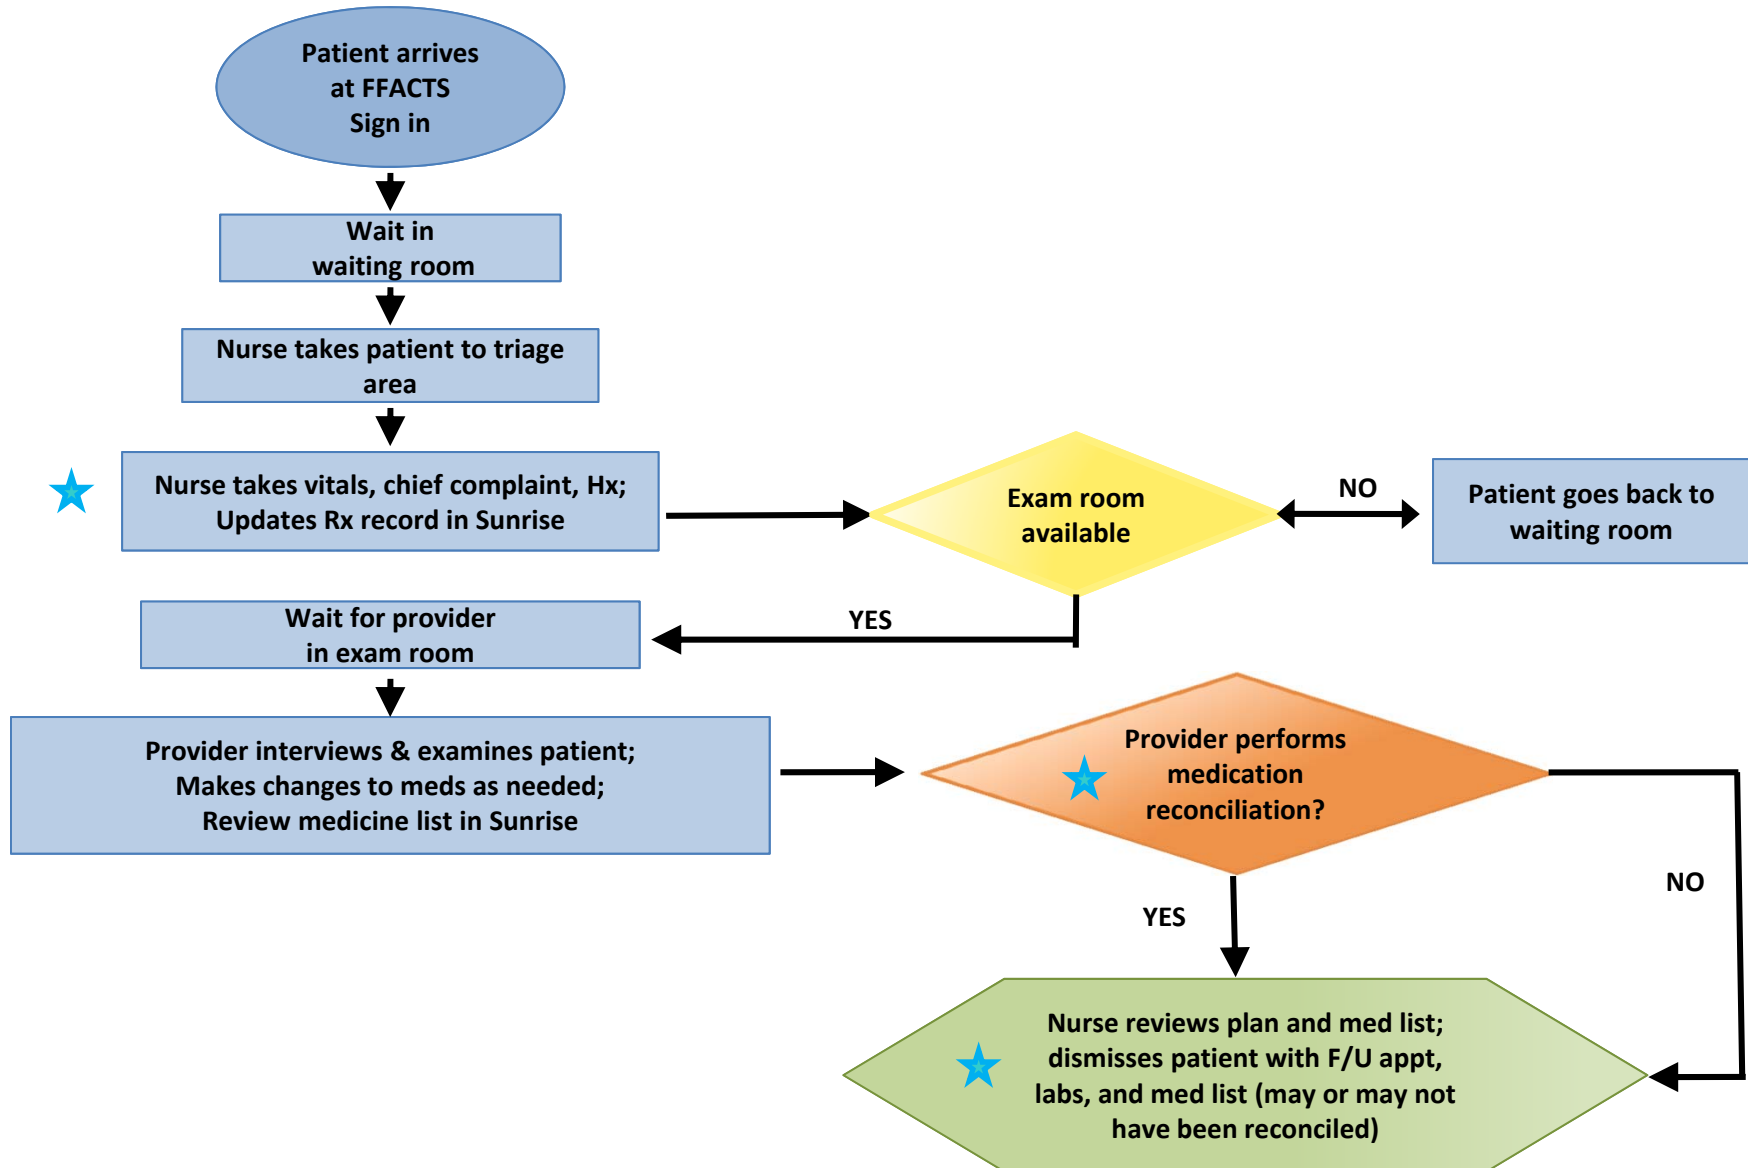 Patient arrives
at FFACTS
Sign in
Wait in
waiting room
Nurse takes patient to triage
area
Nurse takes vitals, chief complaint, Hx;
Updates Rx record in Sunrise
Exam room
available
NO
Patient goes back to
waiting room
YES
Wait for provider
in exam room
Provider interviews & examines patient;
Makes changes to meds as needed;
Review medicine list in Sunrise
Provider performs
medication
reconciliation?
NO
YES
Nurse reviews plan and med list;
dismisses patient with F/U appt,
labs, and med list (may or may not
have been reconciled)